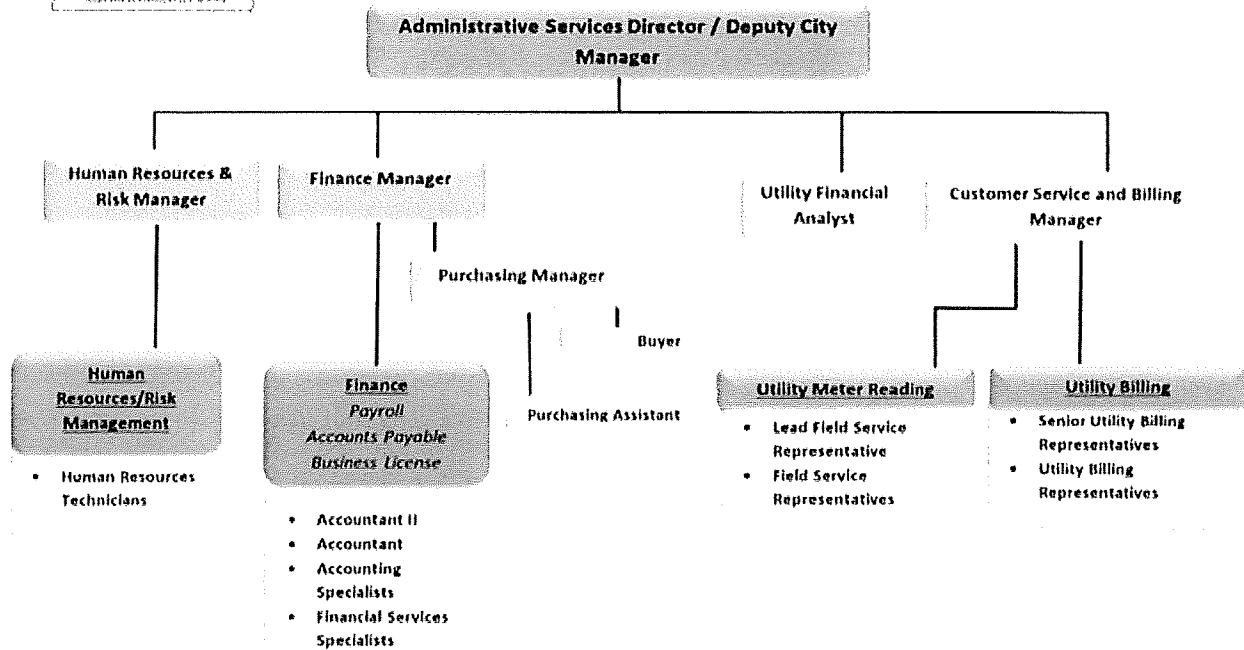 Administrative Services Director / Deputy City
Manager
Human Resources &
Risk Manager
Finance Manager
Utility Financial
Analyst
Customer Service and Billing
Manager
Purchasing Manager
Buyer
Purchasing Assistant
Human
Resources/Risk
Management
• Human Resources
Technicians
Finance
Payroll
Accounts Payable
Business License
• Accountant II
• Accountant
• Accounting
Specialists
• Financial Services
Specialists
Utility Meter Reading
• Lead Field Service
Representative
• Field Service
Representatives
Utility Billing
• Senior Utility Billing
Representatives
• Utility Billing
Representatives